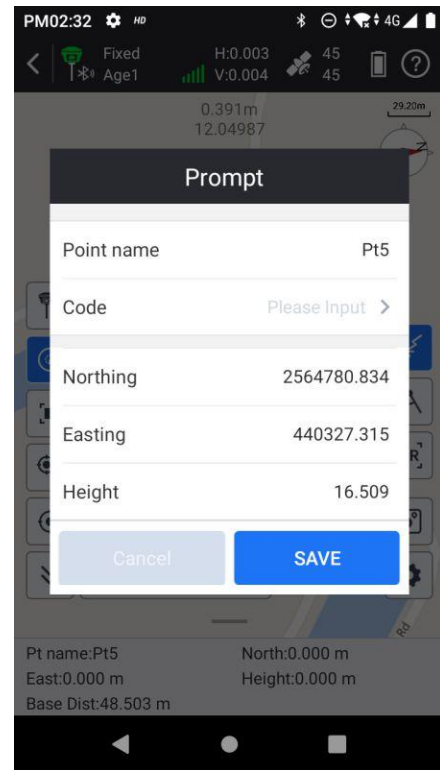 PM02:32 HD 4G
Fixed H:0.003 45
Age1 V:0.004 45
0.391m 29.20m
12.04987
Prompt
Point name Pt5
Code Please Input
Northing 2564780.834
Easting 440327.315
Height 16.509
Cancel SAVE
Rd
Pt name:Pt5 North:0.000 m
East:0.000 m Height:0.000 m
Base Dist:48.503 m